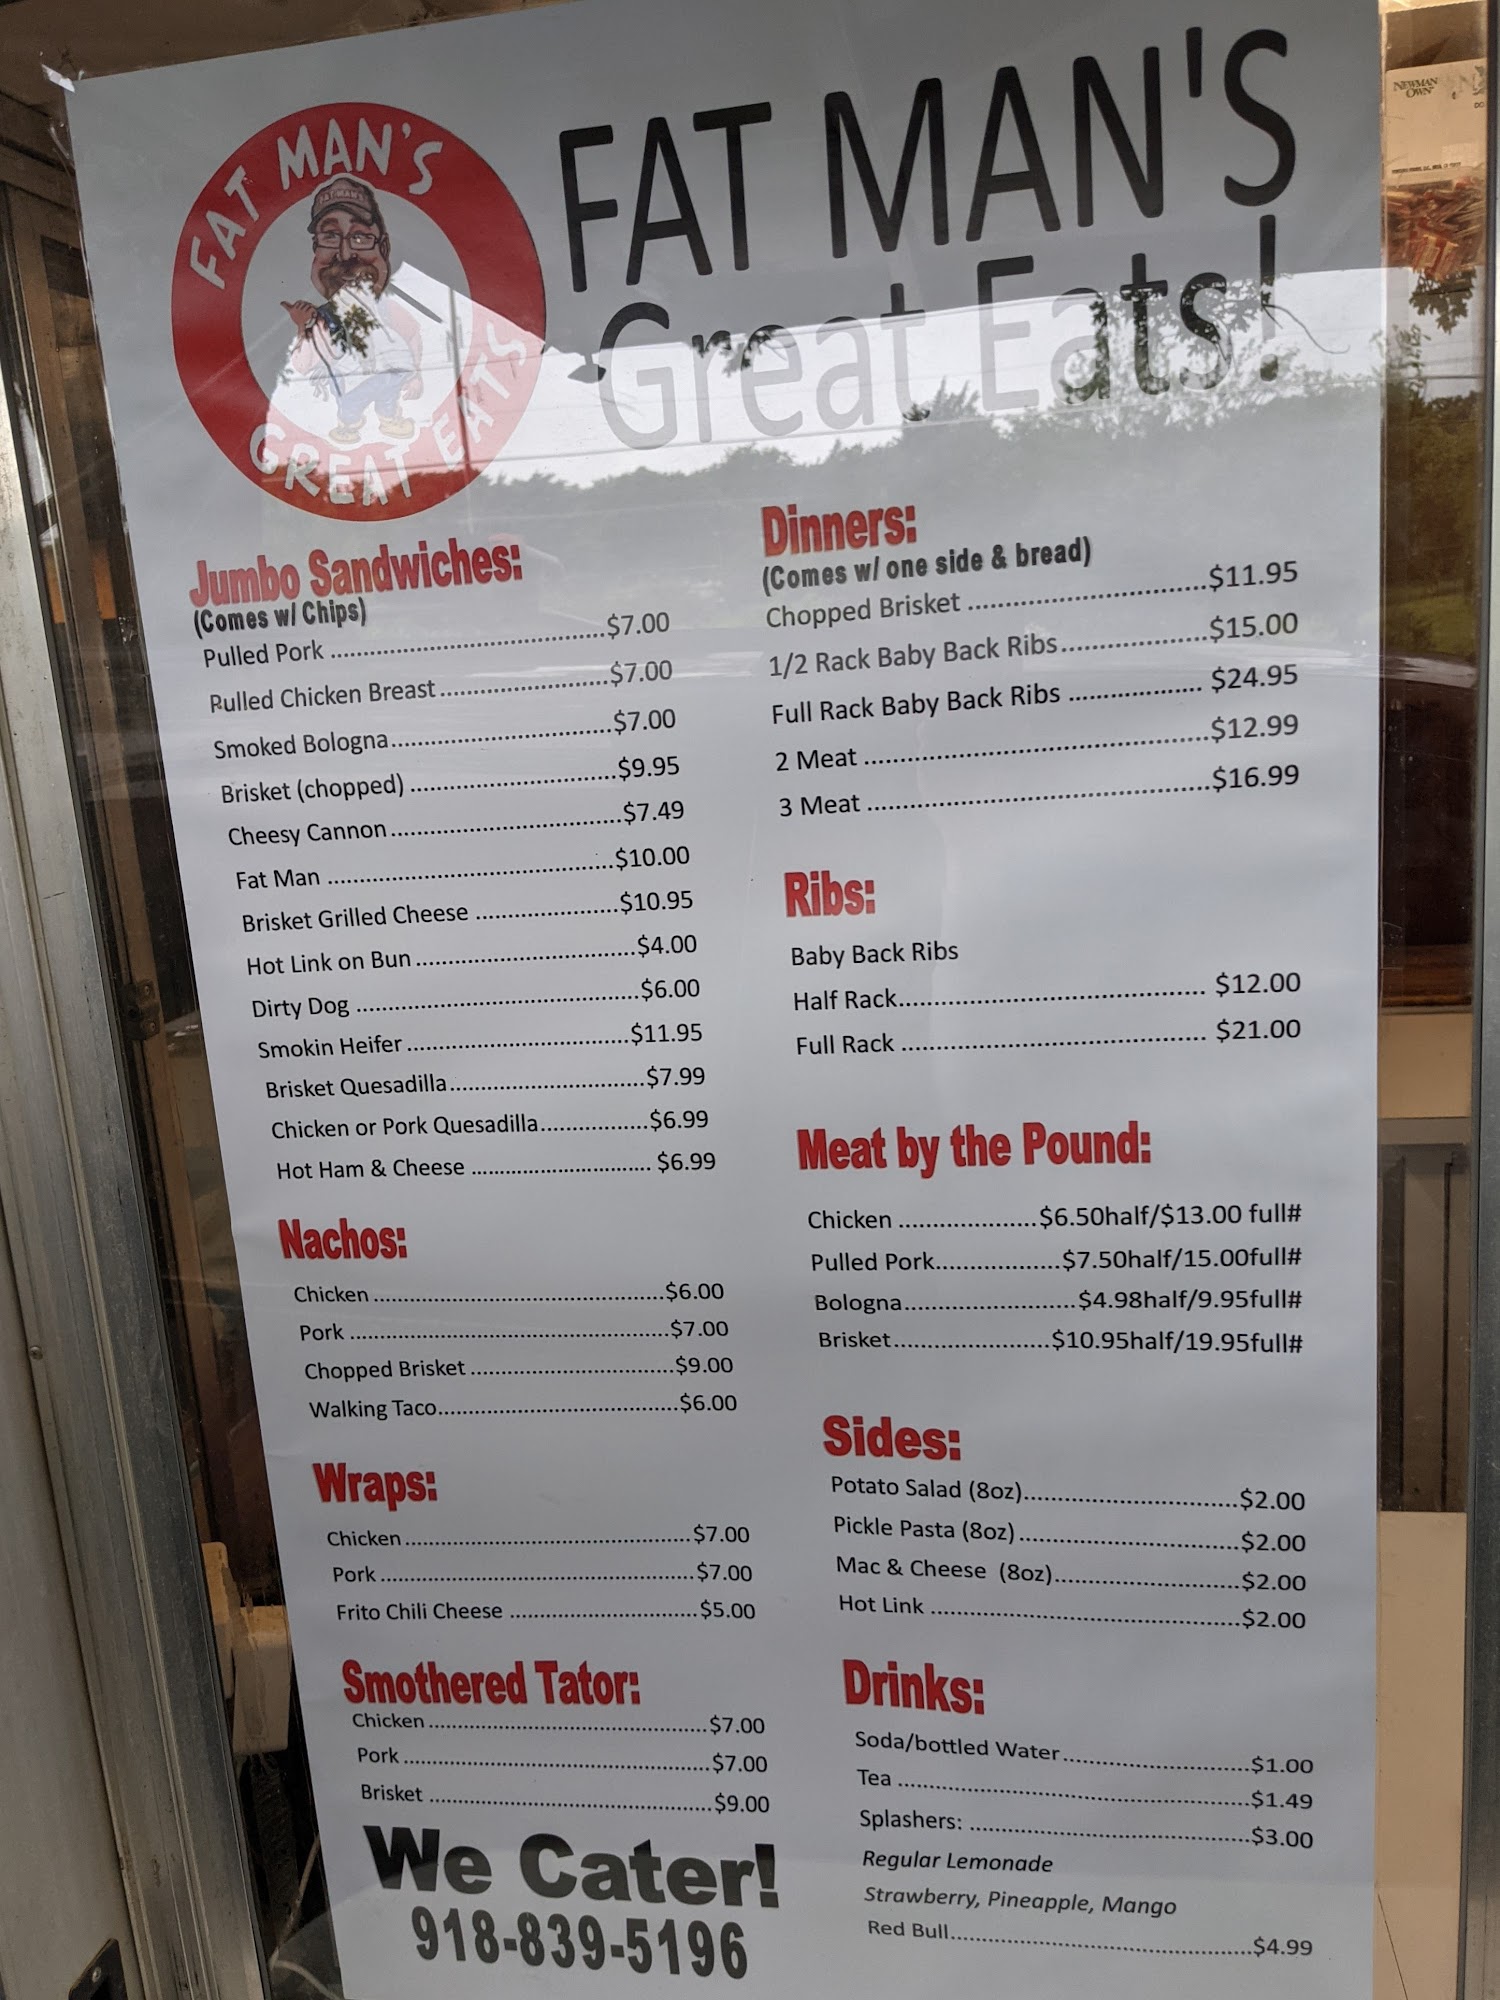 FAT MAN'S
GREAT EATS
FAT MAN'S
Great Eats!
Jumbo Sandwiches:
(Comes w/ Chips)
Pulled Pork ........................................$7.00
Pulled Chicken Breast.........................$7.00
Smoked Bologna.................................$7.00
Brisket (chopped) ..............................$9.95
Cheesy Cannon..................................$7.49
Fat Man ..........................................$10.00
Brisket Grilled Cheese .....................$10.95
Hot Link on Bun................................$4.00
Dirty Dog .........................................$6.00
Smokin Heifer.................................$11.95
Brisket Quesadilla.............................$7.99
Chicken or Pork Quesadilla................$6.99
Hot Ham & Cheese ........................... $6.99
Nachos:
Chicken ............................................$6.00
Pork .................................................$7.00
Chopped Brisket ...............................$9.00
Walking Taco.....................................$6.00
Wraps:
Chicken.............................................$7.00
Pork .................................................$7.00
Frito Chili Cheese .............................$5.00
Smothered Tator:
Chicken............................................$7.00
Pork ................................................$7.00
Brisket ............................................$9.00
We Cater!
918-839-5196
Dinners:
(Comes w/ one side & bread)
Chopped Brisket ................................$11.95
1/2 Rack Baby Back Ribs....................$15.00
Full Rack Baby Back Ribs .................. $24.95
2 Meat .............................................$12.99
3 Meat .............................................$16.99
Ribs:
Baby Back Ribs
Half Rack.......................................... $12.00
Full Rack .......................................... $21.00
Meat by the Pound:
Chicken ....................$6.50half/$13.00 full#
Pulled Pork..................$7.50half/15.00full#
Bologna.........................$4.98half/9.95full#
Brisket.......................$10.95half/19.95full#
Sides:
Potato Salad (8oz)...............................$2.00
Pickle Pasta (8oz) ................................$2.00
Mac & Cheese (8oz)...........................$2.00
Hot Link .............................................$2.00
Drinks:
Soda/bottled Water............................$1.00
Tea ....................................................$1.49
Splashers: ..........................................$3.00
Regular Lemonade
Strawberry, Pineapple, Mango
Red Bull.............................................$4.99
NEWMAN
OWN